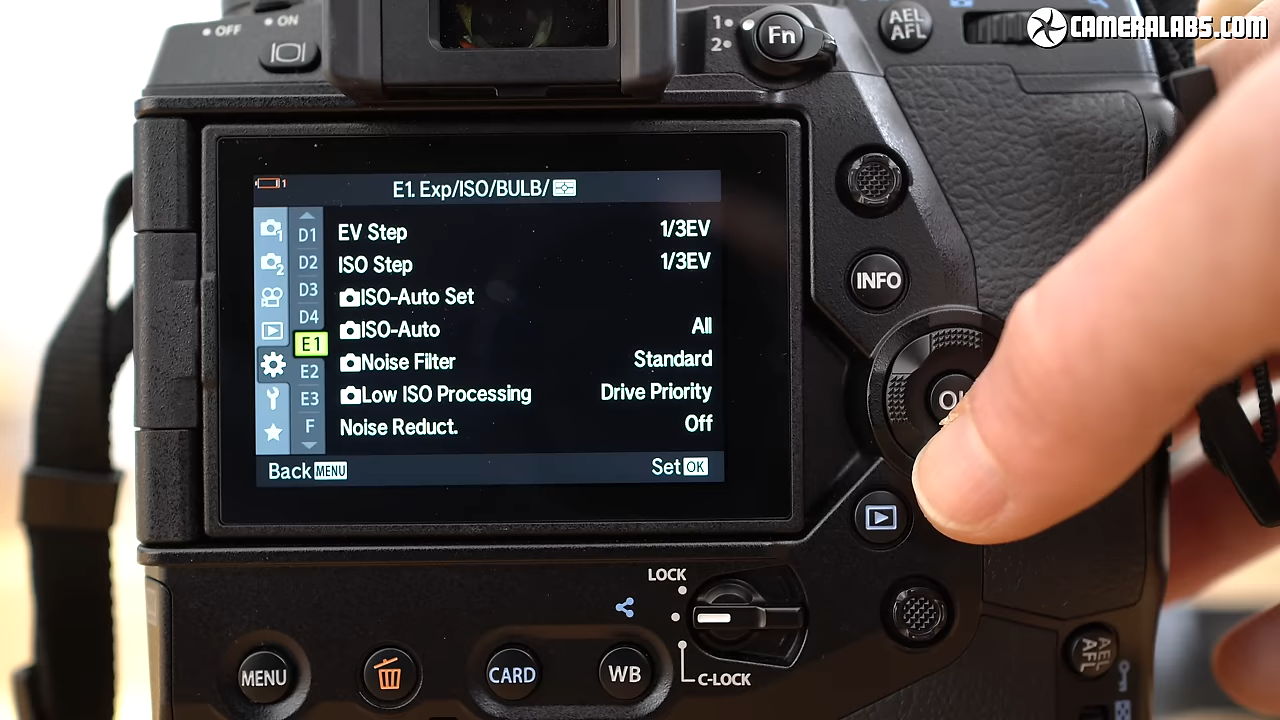 CAMERALABS.COM
OFF
ON
1
2
Fn
AEL
AFL
1 E1. Exp/ISO/BULB/
1
2
D1
D2
D3
D4
E1
E2
E3
F
EV Step 1/3EV
ISO Step 1/3EV
ISO-Auto Set
ISO-Auto All
Noise Filter Standard
Low ISO Processing Drive Priority
Noise Reduct. Off
Back MENU Set OK
INFO
LOCK
C-LOCK
MENU
CARD
WB
AEL
AFL